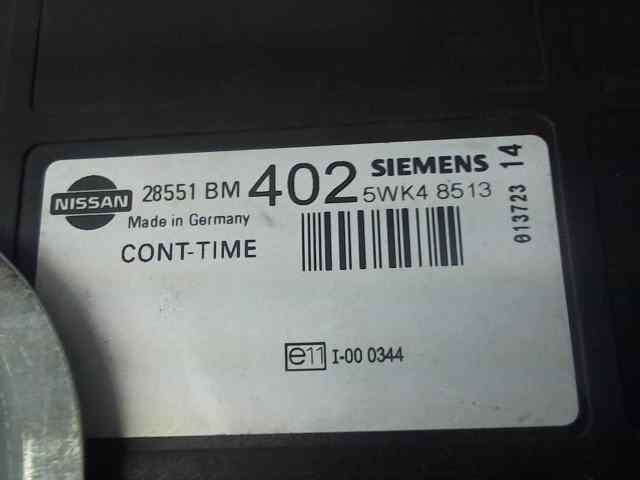 NISSAN 28551 BM 402 SIEMENS
5WK4 8513
Made in Germany
CONT-TIME
013723 14
e11 I-00 0344